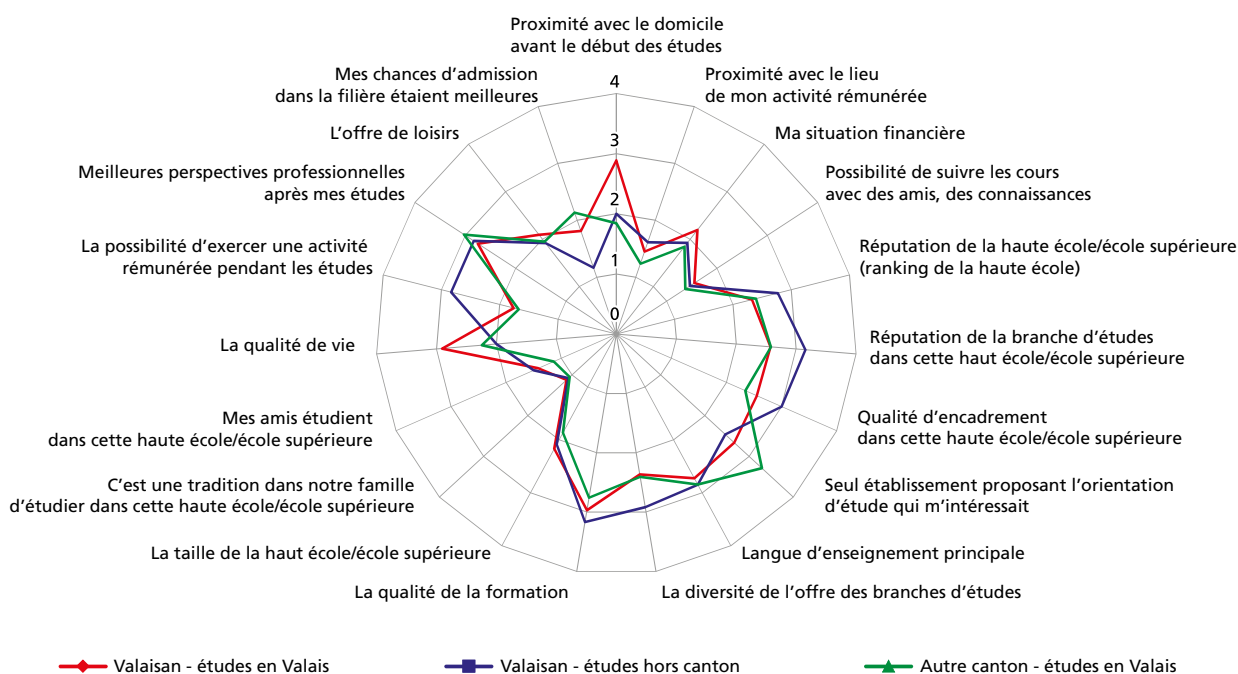 Proximité avec le domicile
avant le début des études
Mes chances d'admission
dans la filière étaient meilleures
Proximité avec le lieu
de mon activité rémunérée
L'offre de loisirs
Ma situation financière
Meilleures perspectives professionnelles
après mes études
Possibilité de suivre les cours
avec des amis, des connaissances
La possibilité d'exercer une activité
rémunérée pendant les études
Réputation de la haute école/école supérieure
(ranking de la haute école)
La qualité de vie
Réputation de la branche d'études
dans cette haut école/école supérieure
Mes amis étudient
dans cette haute école/école supérieure
Qualité d'encadrement
dans cette haute école/école supérieure
C'est une tradition dans notre famille
d'étudier dans cette haute école/école supérieure
Seul établissement proposant l'orientation
d'étude qui m'intéressait
La taille de la haut école/école supérieure
Langue d'enseignement principale
La qualité de la formation
La diversité de l'offre des branches d'études
4
3
2
1
0
Valaisan - études en Valais
Valaisan - études hors canton
Autre canton - études en Valais